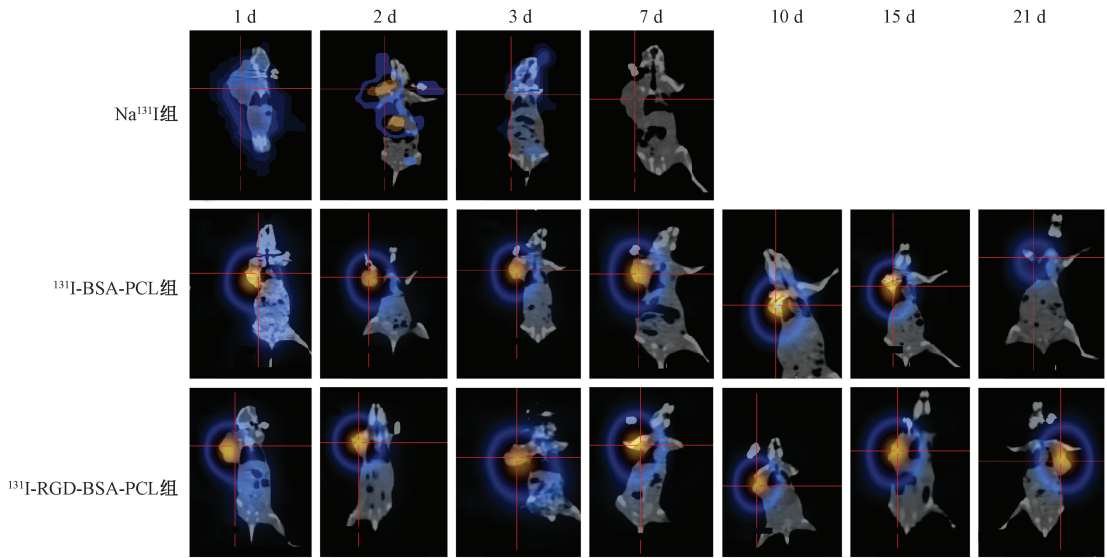 1 d 2 d 3 d 7 d 10 d 15 d 21 d
Na¹³¹I组
¹³¹I-BSA-PCL组
¹³¹I-RGD-BSA-PCL组